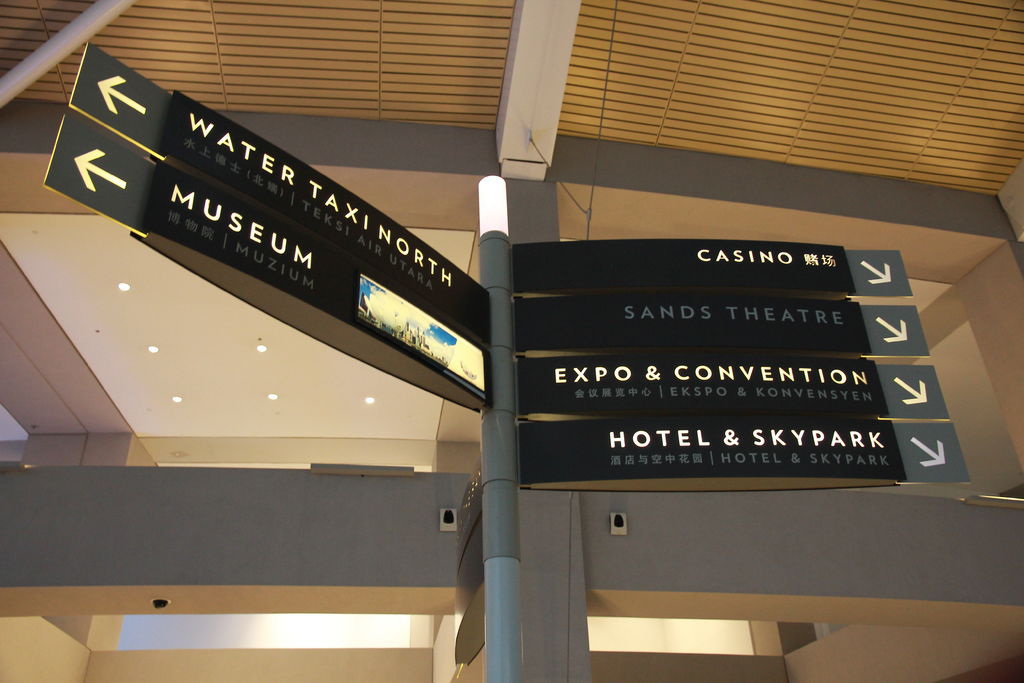 WATER TAXI NORTH
水上德士(北端) | TEKSI AIR UTARA
MUSEUM
博物院 | MUZIUM
CASINO 赌场
SANDS THEATRE
EXPO & CONVENTION
会议展览中心 | EKSPO & KONVENSYEN
HOTEL & SKYPARK
酒店与空中花园 | HOTEL & SKYPARK